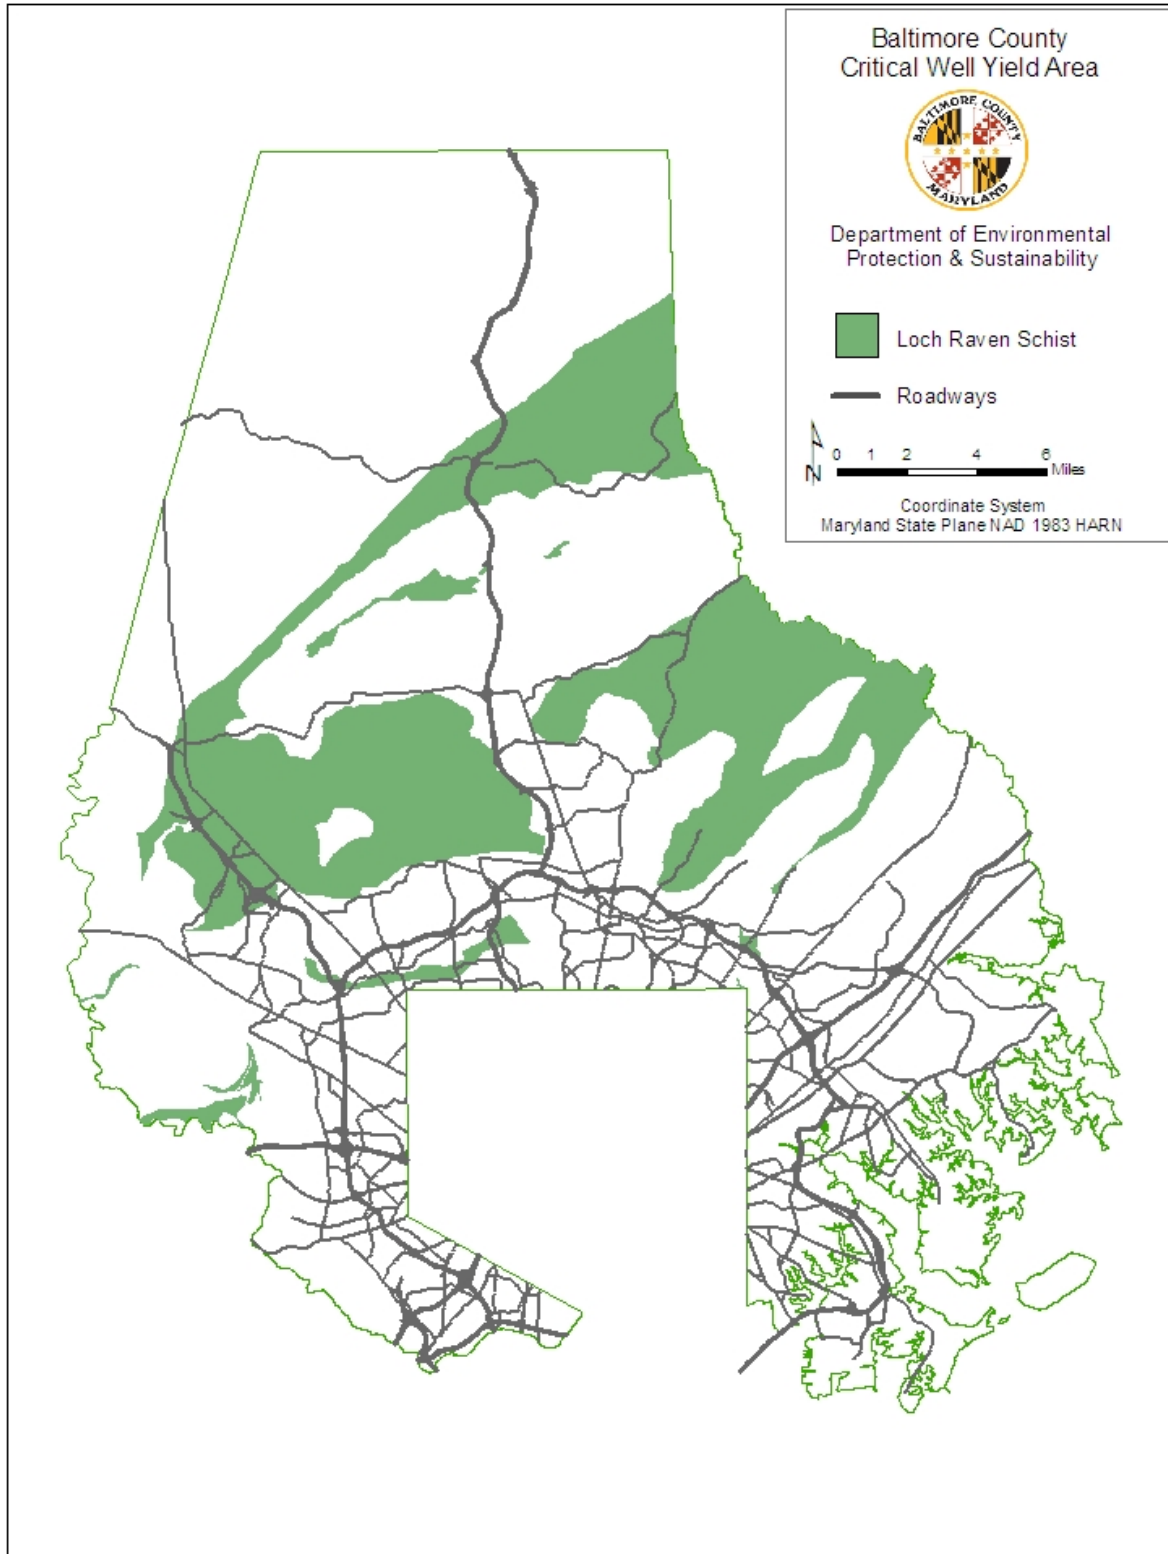 Baltimore County
Critical Well Yield Area
BALTIMORE COUNTY
MARYLAND
Department of Environmental
Protection & Sustainability
Loch Raven Schist
Roadways
N
0 1 2 4 6
Miles
Coordinate System
Maryland State Plane NAD 1983 HARN